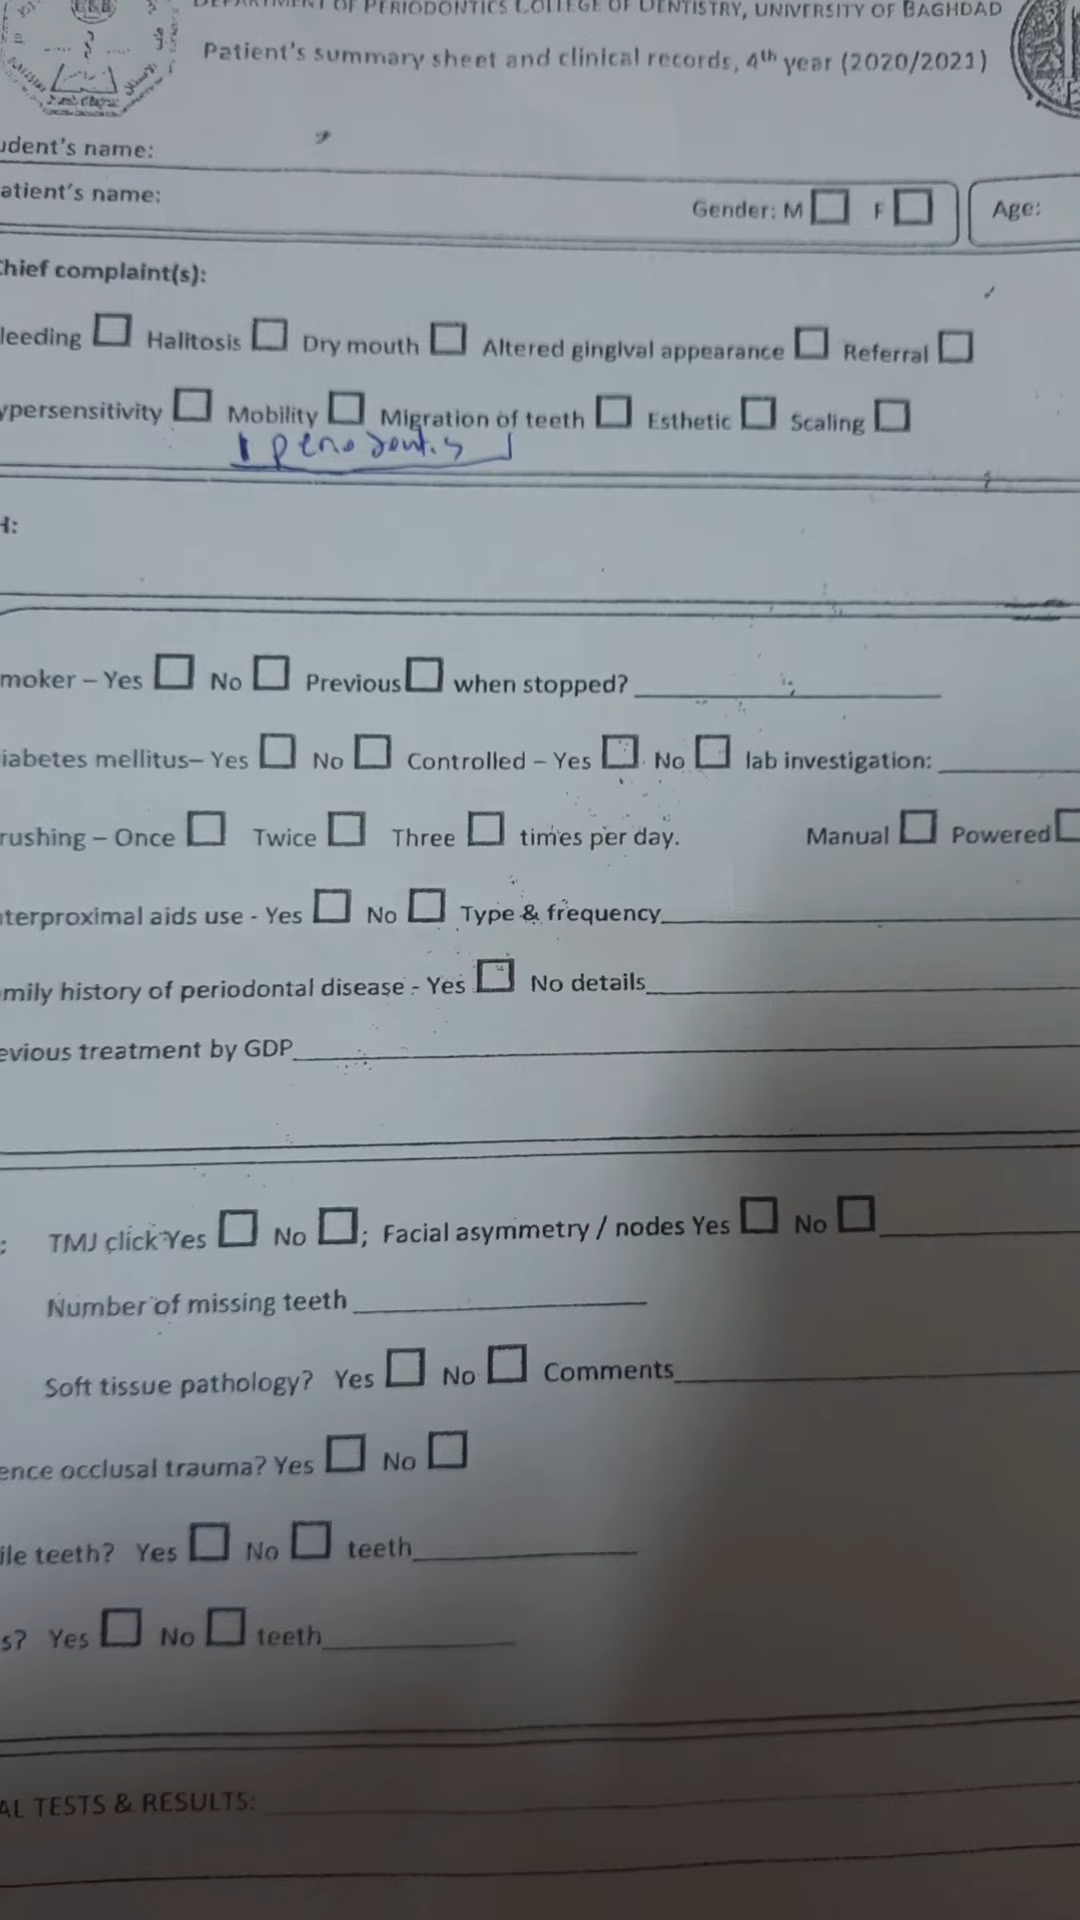 DEPARTMENT OF PERIODONTICS COLLEGE OF DENTISTRY, UNIVERSITY OF BAGHDAD
Patient's summary sheet and clinical records, 4th year (2020/2021)
udent's name:
atient's name: Gender: M □ F □ Age:
Chief complaint(s):
leeding □ Halitosis □ Dry mouth □ Altered gingival appearance □ Referral □
ypersensitivity □ Mobility □ Migration of teeth □ Esthetic □ Scaling □
H:
moker – Yes □ No □ Previous □ when stopped?
iabetes mellitus– Yes □ No □ Controlled – Yes □ No □ lab investigation:
rushing – Once □ Twice □ Three □ times per day. Manual □ Powered □
nterproximal aids use - Yes □ No □ Type & frequency
mily history of periodontal disease - Yes □ No details
evious treatment by GDP
: TMJ click Yes □ No □; Facial asymmetry / nodes Yes □ No □
Number of missing teeth
Soft tissue pathology? Yes □ No □ Comments
ence occlusal trauma? Yes □ No □
ile teeth? Yes □ No □ teeth
s? Yes □ No □ teeth
AL TESTS & RESULTS: